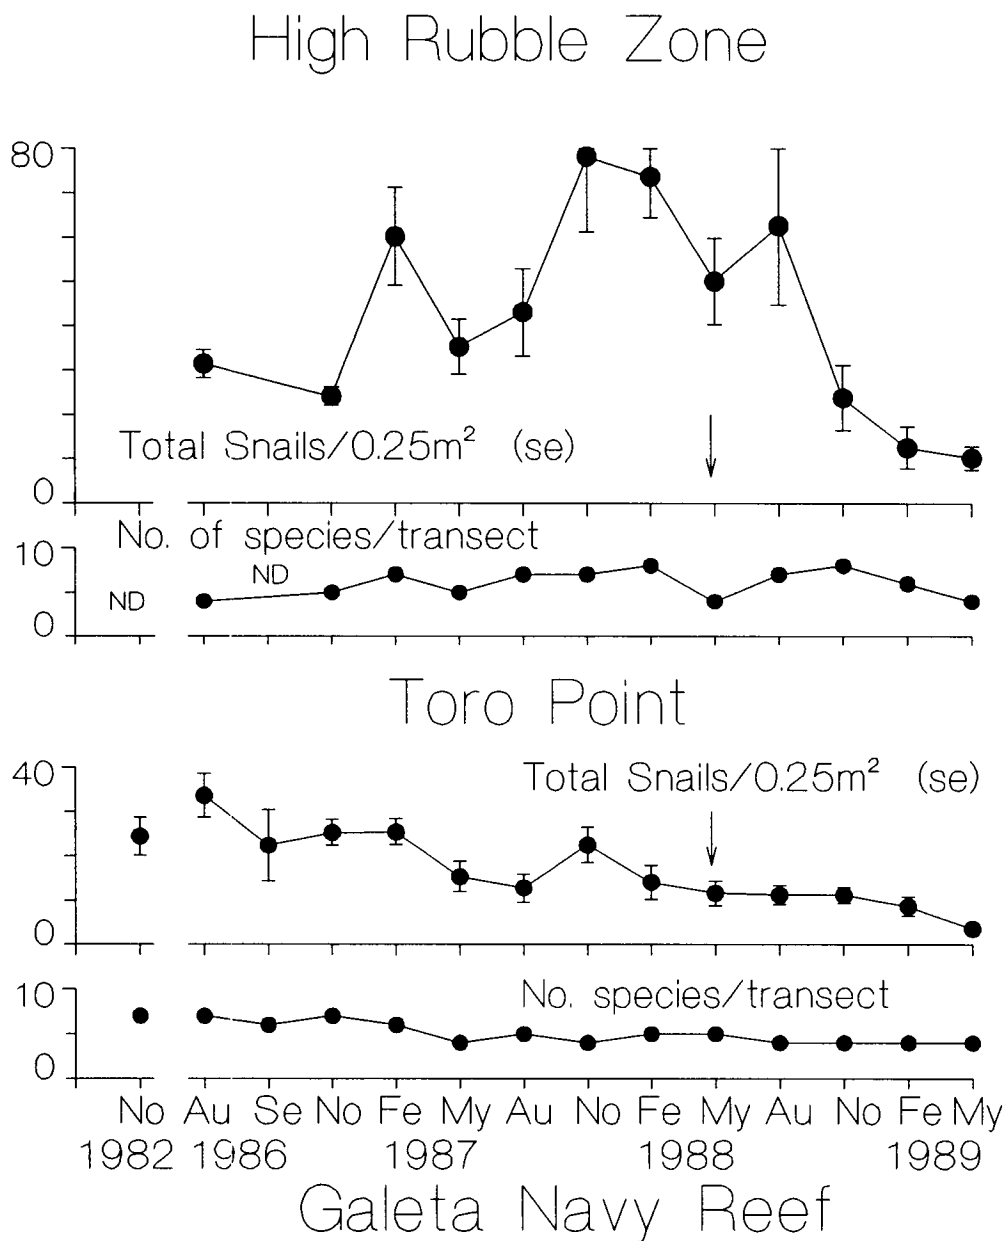 High Rubble Zone
80
Total Snails/0.25m² (se)
0
No. of species/transect
10
ND
ND
0
Toro Point
40
Total Snails/0.25m² (se)
0
10
No. species/transect
0
No Au Se No Fe My Au No Fe My Au No Fe My
1982 1986 1987 1988 1989
Galeta Navy Reef